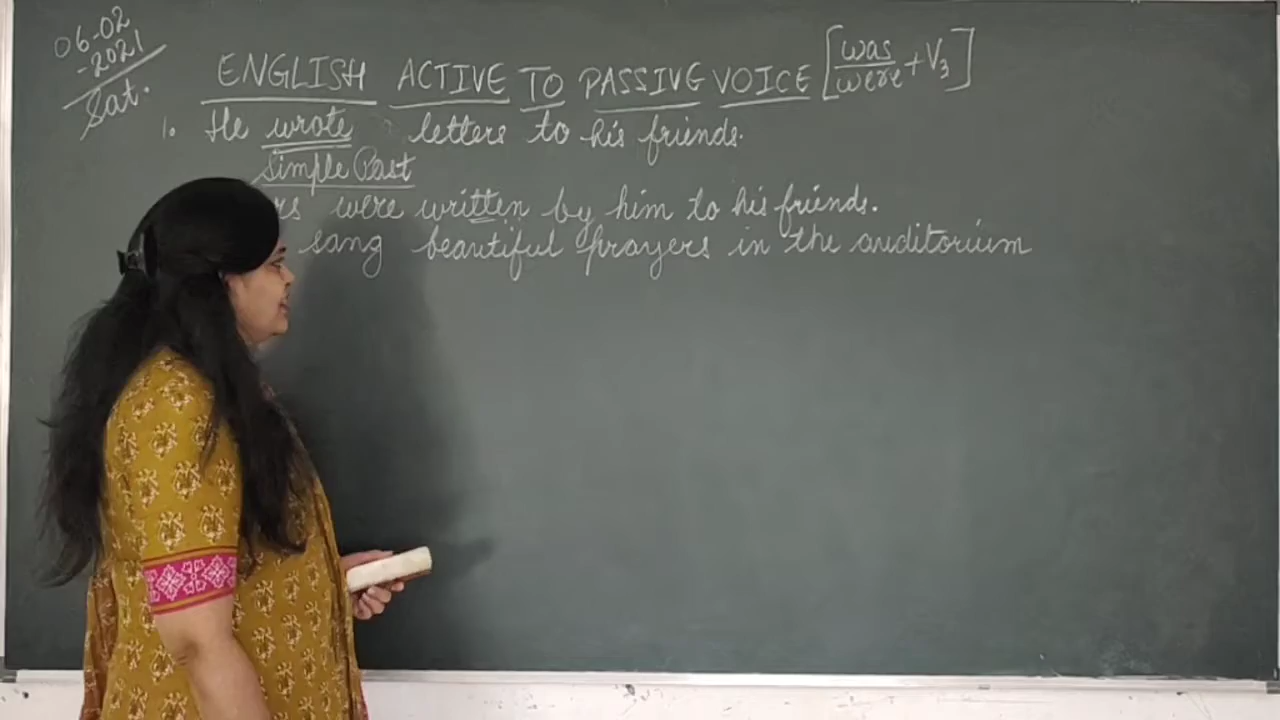 06-02
-2021
Sat.
ENGLISH ACTIVE TO PASSIVE VOICE [was/were + V3]
1. He wrote letters to his friends.
Simple Past
rs were written by him to his friends.
sang beautiful prayers in the auditorium